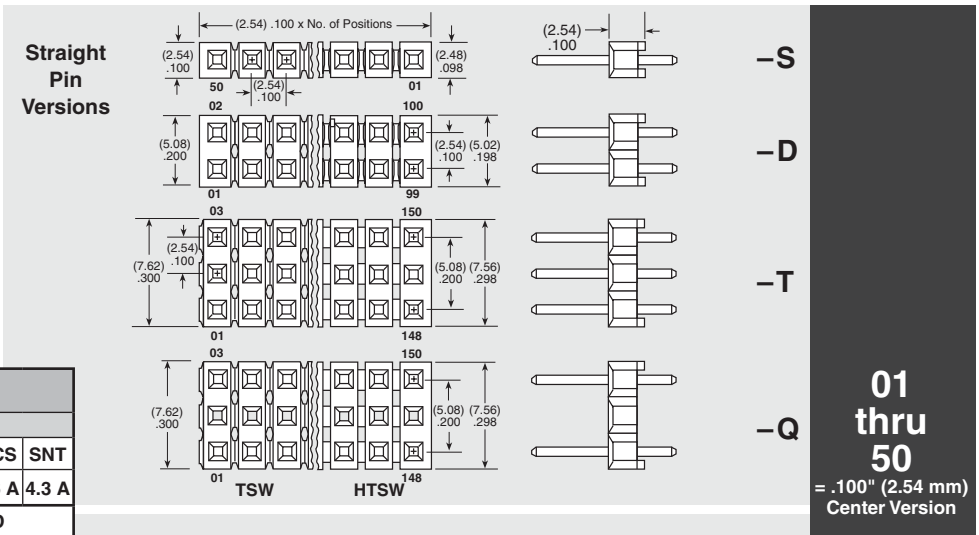 Straight
Pin
Versions
(2.54) .100 x No. of Positions
(2.54)
.100
(2.48)
.098
50
(2.54)
.100
01
(2.54)
.100
–S
02
100
(5.08)
.200
(2.54)
.100
(5.02)
.198
01
99
–D
03
150
(2.54)
.100
(7.62)
.300
(5.08)
.200
(7.56)
.298
01
148
–T
03
150
(7.62)
.300
(5.08)
.200
(7.56)
.298
01
148
TSW
HTSW
–Q
01
thru
50
= .100" (2.54 mm)
Center Version
SNT
A 4.3 A